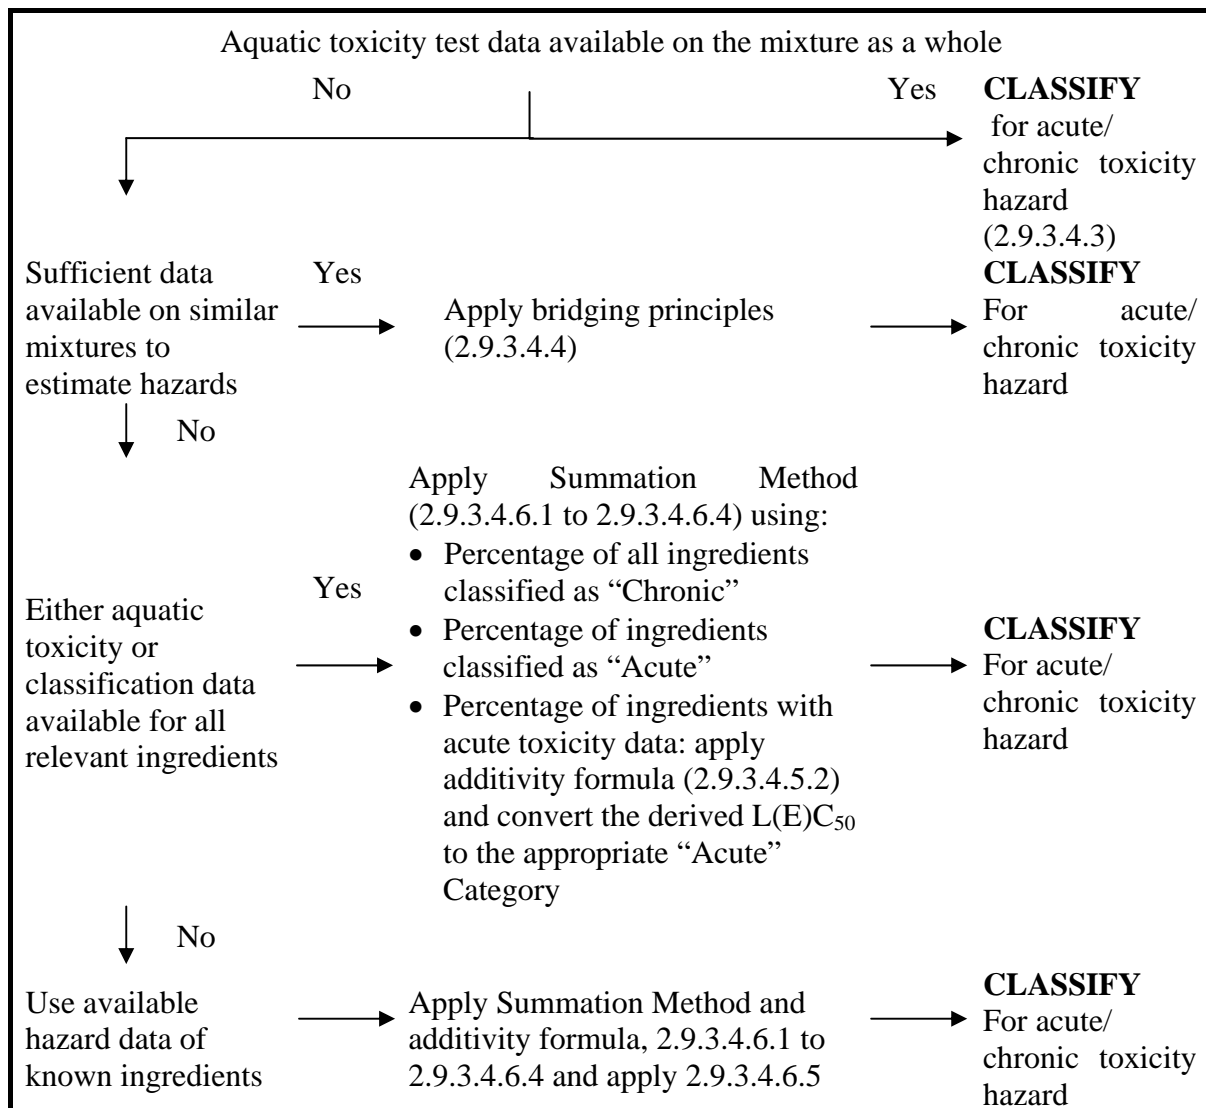 Aquatic toxicity test data available on the mixture as a whole
No
Yes
CLASSIFY
for acute/
chronic toxicity
hazard
(2.9.3.4.3)
Sufficient data
available on similar
mixtures to
estimate hazards
Yes
Apply bridging principles
(2.9.3.4.4)
CLASSIFY
For acute/
chronic toxicity
hazard
No
Either aquatic
toxicity or
classification data
available for all
relevant ingredients
Yes
Apply Summation Method
(2.9.3.4.6.1 to 2.9.3.4.6.4) using:
• Percentage of all ingredients
classified as “Chronic”
• Percentage of ingredients
classified as “Acute”
• Percentage of ingredients with
acute toxicity data: apply
additivity formula (2.9.3.4.5.2)
and convert the derived L(E)C₅₀
to the appropriate “Acute”
Category
CLASSIFY
For acute/
chronic toxicity
hazard
No
Use available
hazard data of
known ingredients
Apply Summation Method and
additivity formula, 2.9.3.4.6.1 to
2.9.3.4.6.4 and apply 2.9.3.4.6.5
CLASSIFY
For acute/
chronic toxicity
hazard